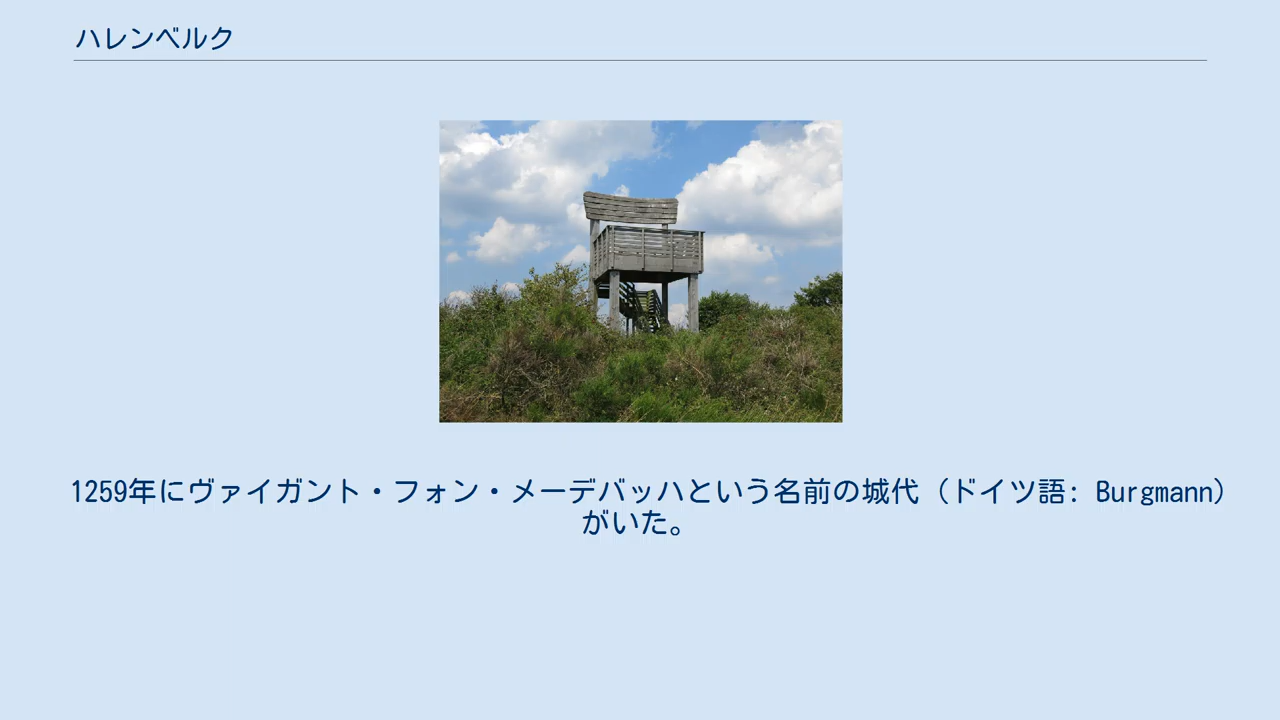 ハレンベルク
1259年にヴァイガント・フォン・メーデバッハという名前の城代（ドイツ語: Burgmann）
がいた。